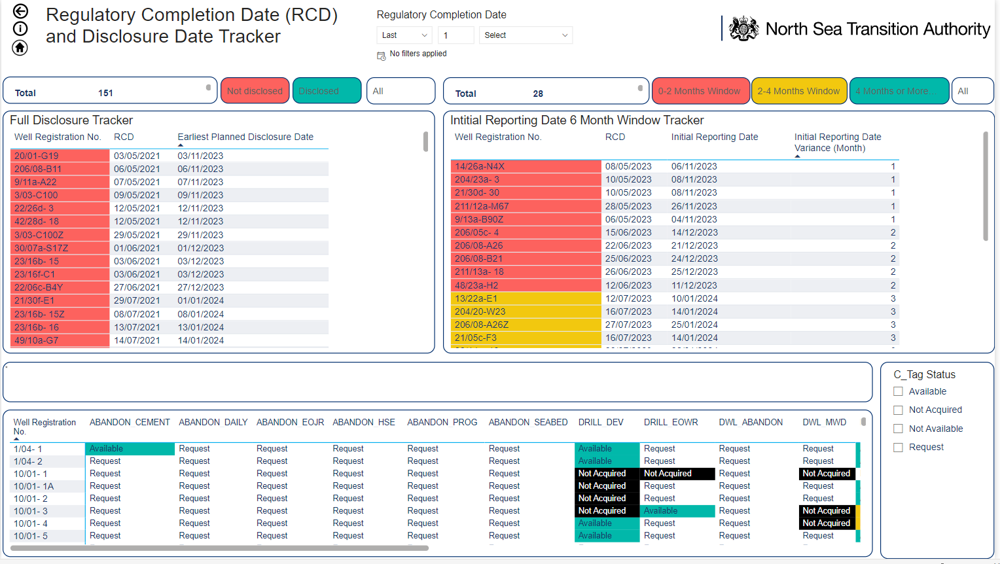 Regulatory Completion Date (RCD)
and Disclosure Date Tracker
Regulatory Completion Date
Last 1 Select
No filters applied
North Sea Transition Authority
Total 151
Not disclosed
Disclosed
All
Total 28
0-2 Months Window
2-4 Months Window
4 Months or More...
All
Full Disclosure Tracker
Well Registration No. RCD Earliest Planned Disclosure Date
20/01-G19 03/05/2021 03/11/2023
206/08-B11 06/05/2021 06/11/2023
9/11a-A22 07/05/2021 07/11/2023
3/03-C100 09/05/2021 09/11/2023
22/26d- 3 12/05/2021 12/11/2023
42/28d- 18 12/05/2021 12/11/2023
3/03-C100Z 29/05/2021 29/11/2023
30/07a-S17Z 01/06/2021 01/12/2023
23/16b- 15 03/06/2021 03/12/2023
23/16f-C1 03/06/2021 03/12/2023
22/06c-B4Y 27/06/2021 27/12/2023
21/30f-E1 29/07/2021 01/01/2024
23/16b- 15Z 08/07/2021 08/01/2024
23/16b- 16 13/07/2021 13/01/2024
49/10a-G7 14/07/2021 14/01/2024
Intitial Reporting Date 6 Month Window Tracker
Well Registration No. RCD Initial Reporting Date Initial Reporting Date
Variance (Month)
14/26a-N4X 08/05/2023 06/11/2023 1
204/23a- 3 10/05/2023 08/11/2023 1
21/30d- 30 10/05/2023 08/11/2023 1
211/12a-M67 28/05/2023 26/11/2023 1
9/13a-B90Z 06/05/2023 04/11/2023 1
206/05c- 4 15/06/2023 14/12/2023 2
206/08-A26 22/06/2023 21/12/2023 2
206/08-B21 25/06/2023 24/12/2023 2
211/13a- 18 26/06/2023 25/12/2023 2
48/23a-H2 12/06/2023 11/12/2023 2
13/22a-E1 12/07/2023 10/01/2024 3
204/20-W23 16/07/2023 14/01/2024 3
206/08-A26Z 27/07/2023 25/01/2024 3
21/05c-F3 16/07/2023 14/01/2024 3
Well Registration
No.
ABANDON_CEMENT ABANDON_DAILY ABANDON_EOJR ABANDON_HSE ABANDON_PROG ABANDON_SEABED DRILL_DEV DRILL_EOWR DWL_ABANDON DWL_MWD
1/04- 1 Available Request Request Request Request Request Available Request Request Request
1/04- 2 Request Request Request Request Request Request Available Request Request Request
10/01- 1 Request Request Request Request Request Request Not Acquired Not Acquired Request Not Acquired
10/01- 1A Request Request Request Request Request Request Not Acquired Request Request Request
10/01- 2 Request Request Request Request Request Request Not Acquired Request Request Request
10/01- 3 Request Request Request Request Request Request Not Acquired Available Request Not Acquired
10/01- 4 Request Request Request Request Request Request Available Request Request Not Acquired
10/01- 5 Request Request Request Request Request Request Available Request Request Request
C_Tag Status
Available
Not Acquired
Not Available
Request